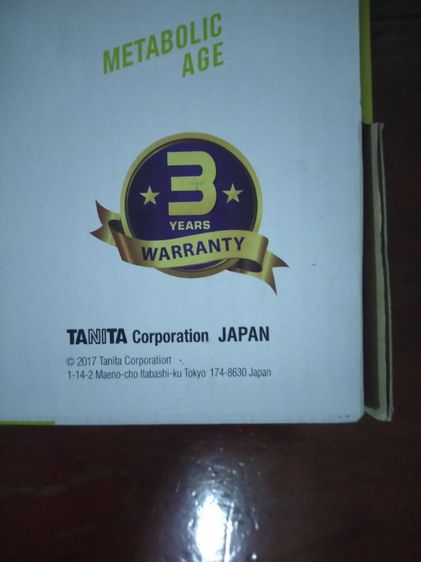 METABOLIC
AGE
3
YEARS
WARRANTY
TANITA Corporation JAPAN
© 2017 Tanita Corporation
1-14-2 Maeno-cho Itabashi-ku Tokyo 174-8630 Japan